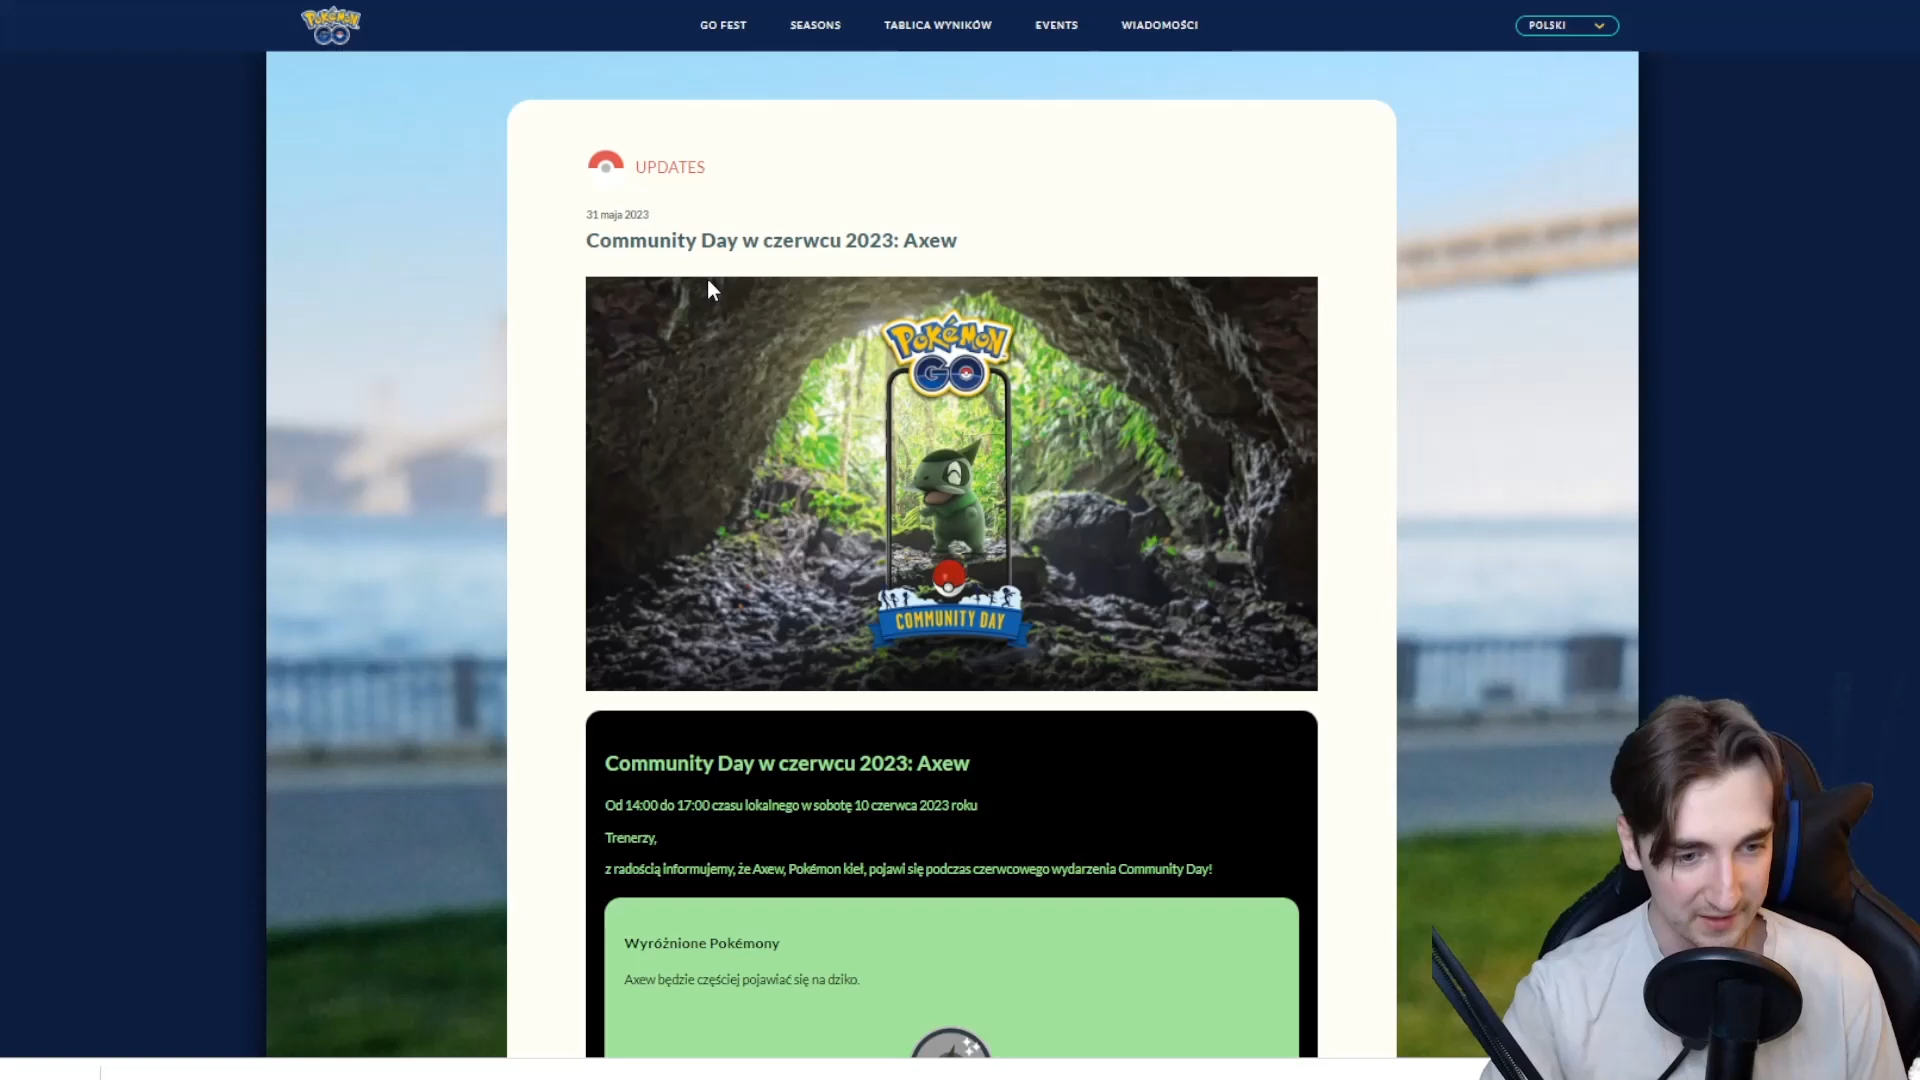 POKÉMON
GO
GO FEST
SEASONS
TABLICA WYNIKÓW
EVENTS
WIADOMOŚCI
POLSKI
UPDATES
31 maja 2023
Community Day w czerwcu 2023: Axew
POKÉMON
GO
COMMUNITY DAY
Community Day w czerwcu 2023: Axew
Od 14:00 do 17:00 czasu lokalnego w sobotę 10 czerwca 2023 roku
Trenerzy,
z radością informujemy, że Axew, Pokémon kieł, pojawi się podczas czerwcowego wydarzenia Community Day!
Wyróżnione Pokémony
Axew będzie częściej pojawiać się na dziko.